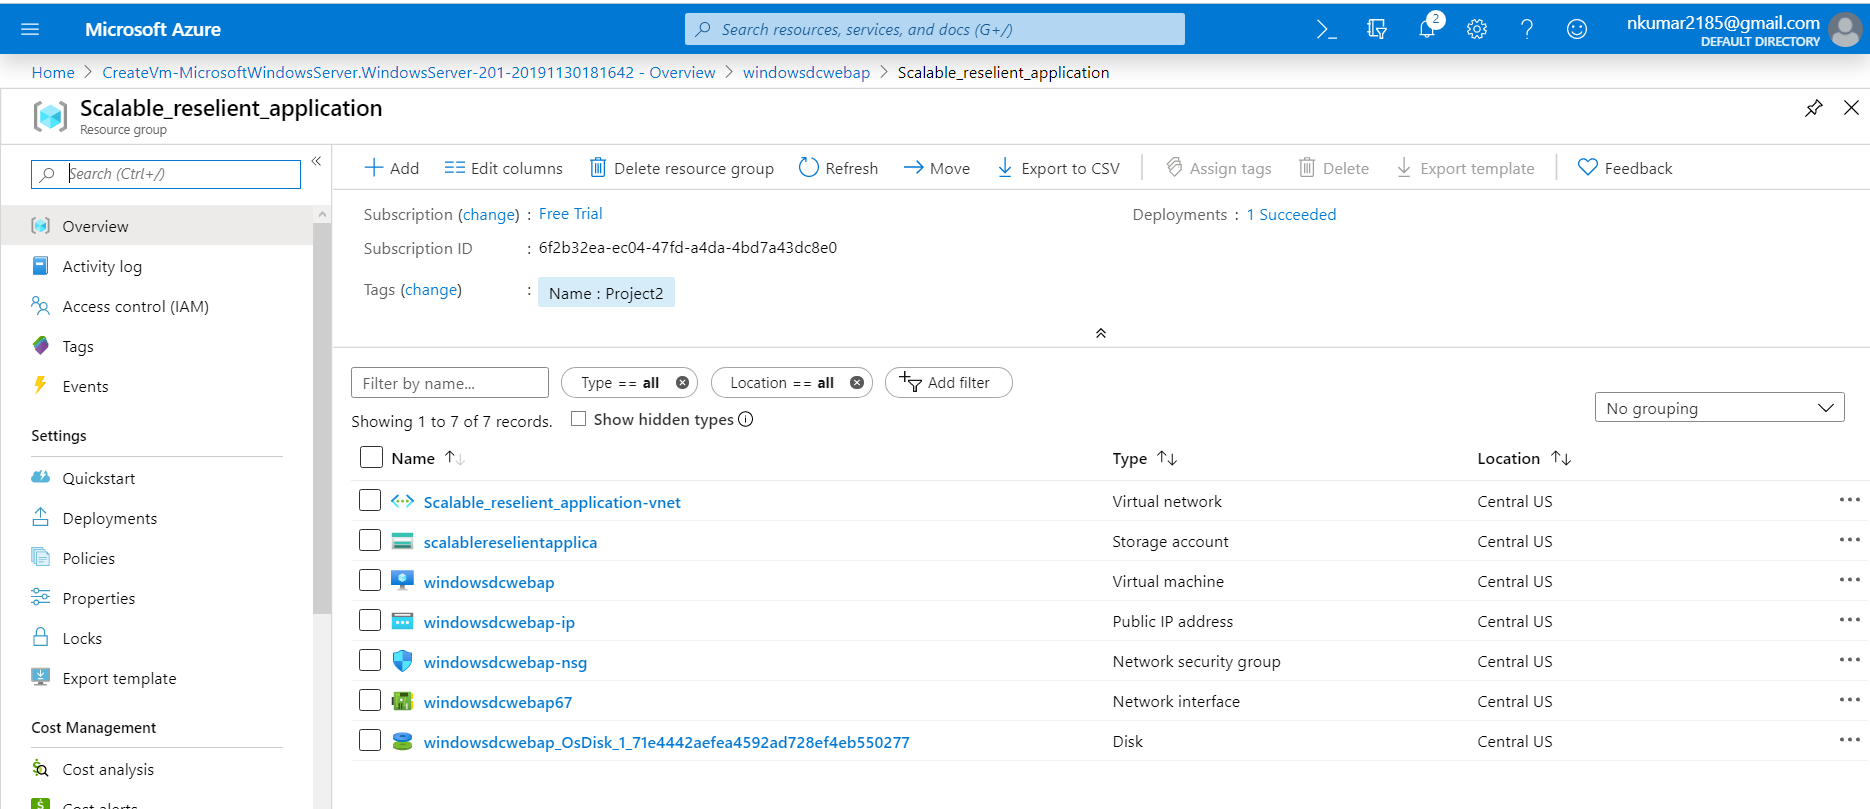 Microsoft Azure
Search resources, services, and docs (G+/)
2
nkumar2185@gmail.com
DEFAULT DIRECTORY
Home > CreateVm-MicrosoftWindowsServer.WindowsServer-201-20191130181642 - Overview > windowsdcwebap > Scalable_reselient_application
Scalable_reselient_application
Resource group
Search (Ctrl+/)
Overview
Activity log
Access control (IAM)
Tags
Events
Settings
Quickstart
Deployments
Policies
Properties
Locks
Export template
Cost Management
Cost analysis
Cost alerts
Add Edit columns Delete resource group Refresh Move Export to CSV Assign tags Delete Export template Feedback
Subscription (change) : Free Trial
Deployments : 1 Succeeded
Subscription ID : 6f2b32ea-ec04-47fd-a4da-4bd7a43dc8e0
Tags (change) : Name : Project2
Filter by name...
Type == all
Location == all
Add filter
Showing 1 to 7 of 7 records.
Show hidden types
No grouping
Name Type Location
Scalable_reselient_application-vnet Virtual network Central US
scalablereselientapplica Storage account Central US
windowsdcwebap Virtual machine Central US
windowsdcwebap-ip Public IP address Central US
windowsdcwebap-nsg Network security group Central US
windowsdcwebap67 Network interface Central US
windowsdcwebap_OsDisk_1_71e4442aefea4592ad728ef4eb550277 Disk Central US